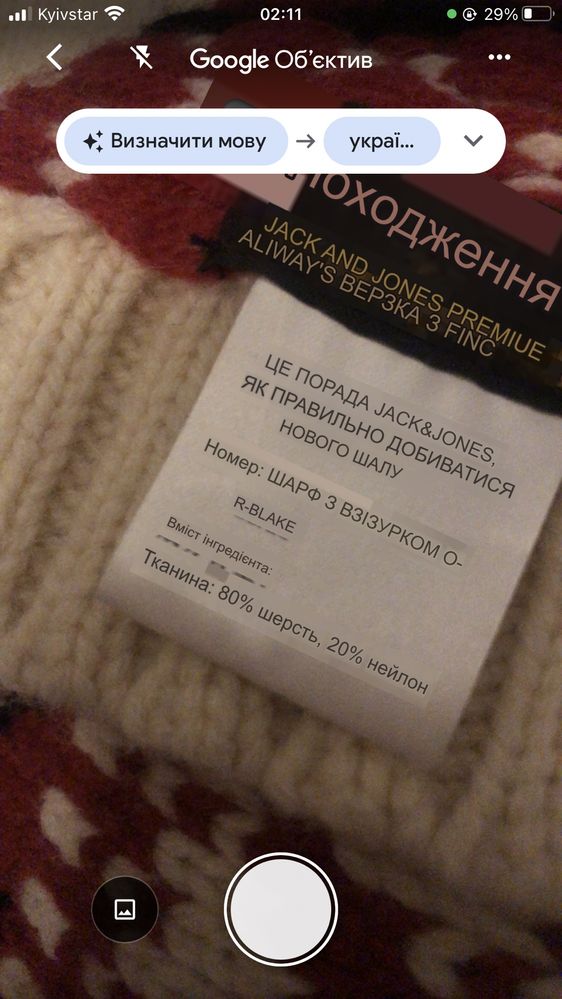 Kyivstar 02:11 29%
Google Об'єктив
Визначити мову → украї...
походження
JACK AND JONES PREMIUE
ALIWAY'S ВЕРЗКА З FINC
ЦЕ ПОРАДА JACK&JONES,
ЯК ПРАВИЛЬНО ДОБИВАТИСЯ
НОВОГО ШАЛУ
Номер: ШАРФ З ВЗІЗУРКОМ O-
R-BLAKE
Вміст інгредієнта:
Тканина: 80% шерсть, 20% нейлон